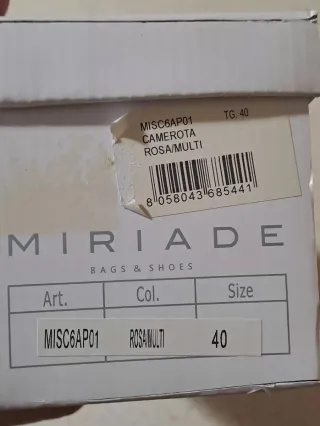 MISC6AP01 TG. 40
CAMEROTA
ROSA/MULTI
8 058043 685441
MIRIADE
BAGS & SHOES
Art. Col. Size
MISC6AP01 ROSA/MULTI 40